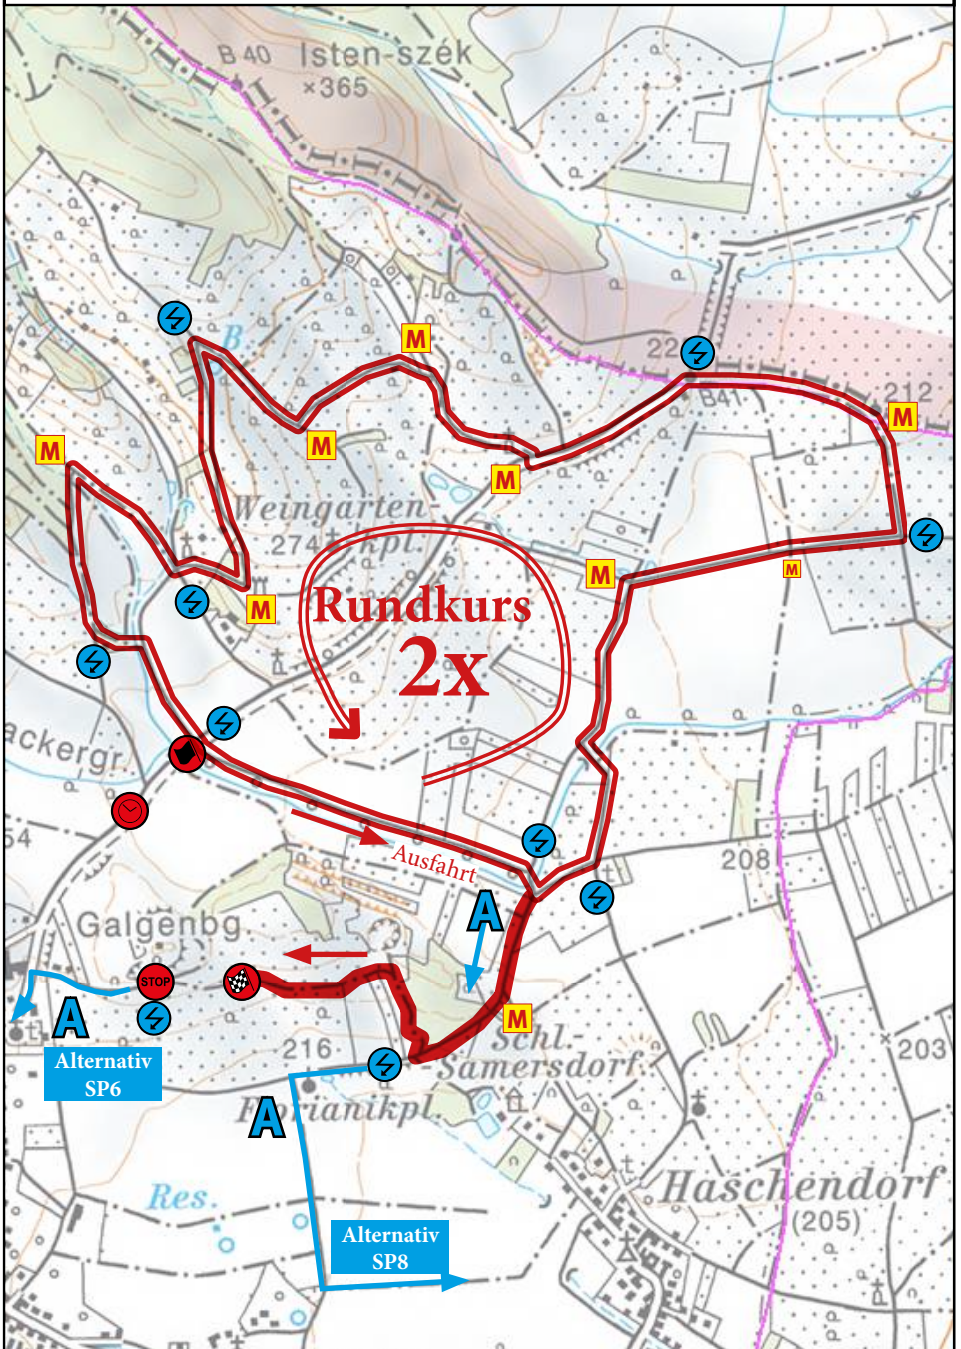 B 40
Isten-szék
×365
B
M
22
B41
212
M
M
M
M
Weingarten-
.274
kpl.
M
M
M
Rundkurs
2x
ackergr.
54
Ausfahrt
208
A
Galgenbg.
STOP
A
M
Alternativ
SP6
216
Schl.-
Samersdorf
×203
A
Florianikpl.
Res.
Haschendorf
(205)
Alternativ
SP8